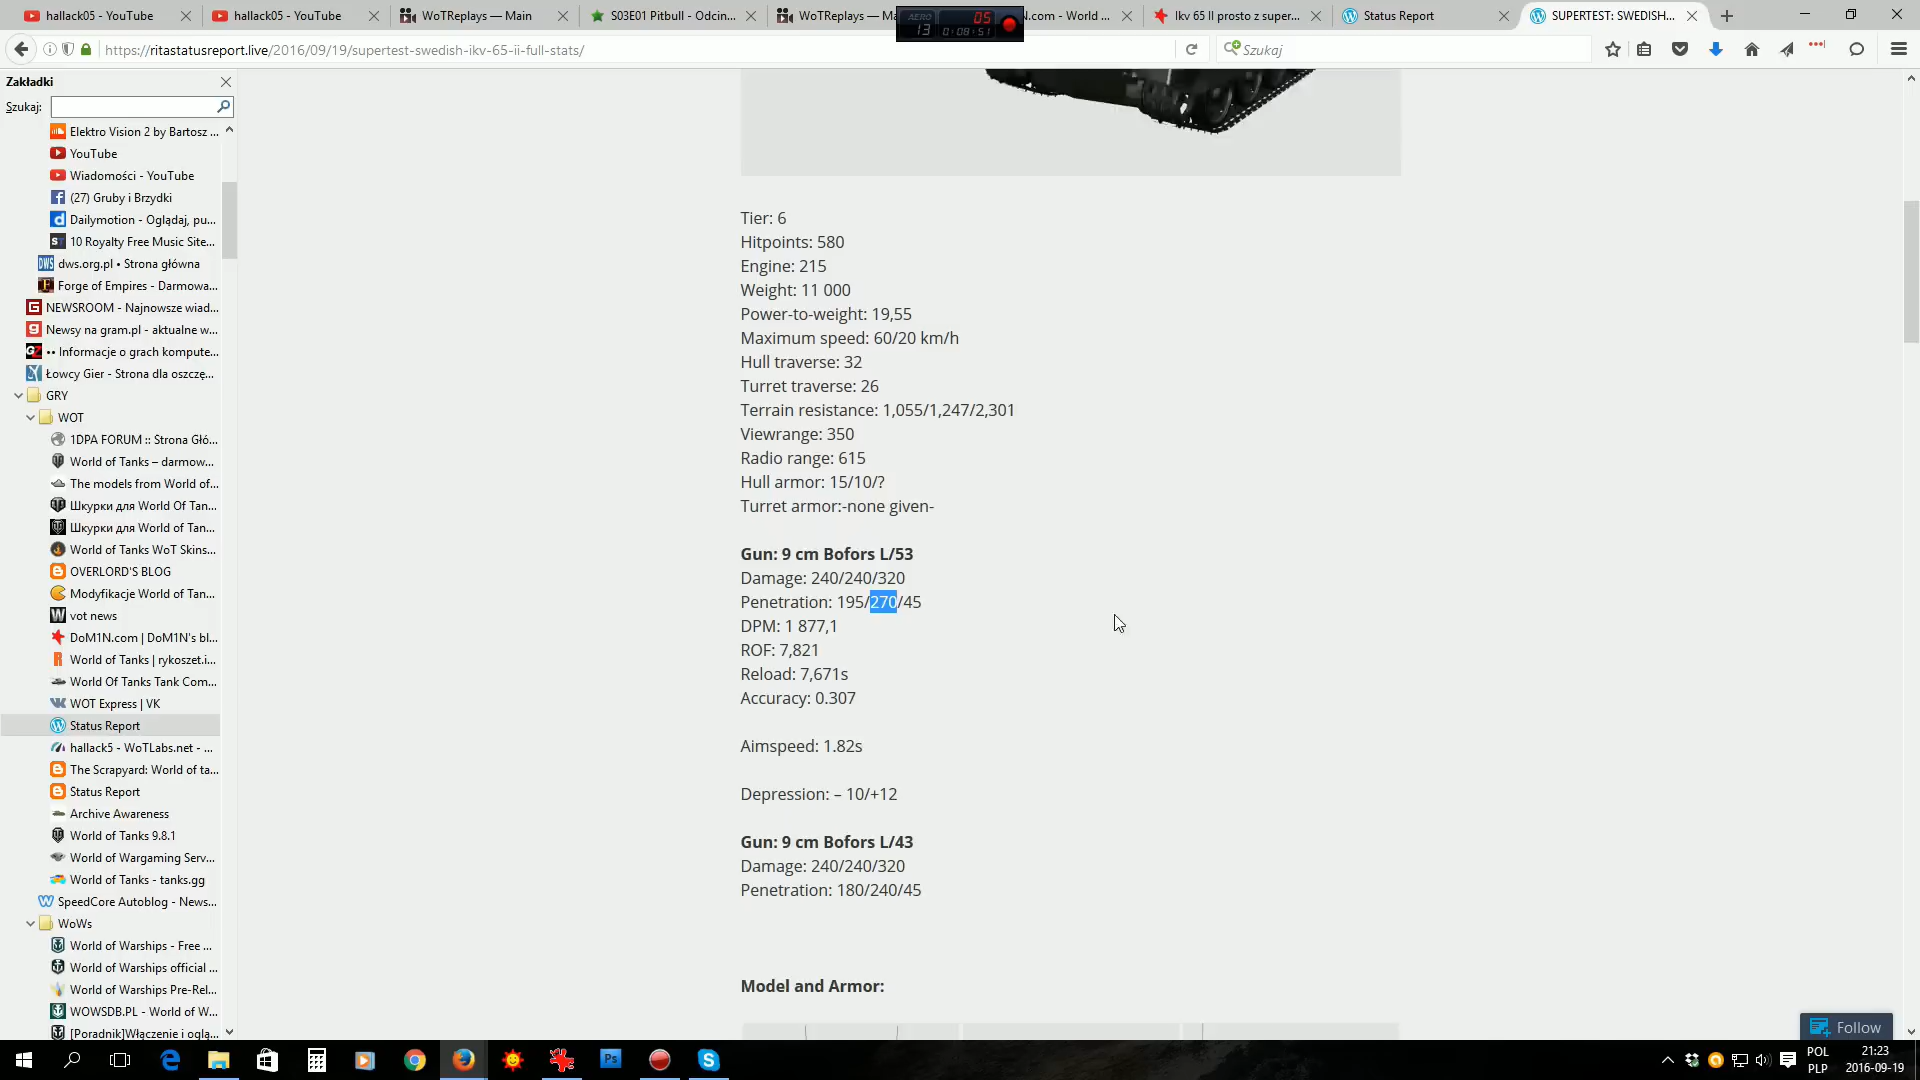 hallack05 - YouTube
hallack05 - YouTube
WoTReplays — Main
S03E01 Pitbull - Odcin...
WoTReplays — Ma
.com - World ...
Ikv 65 II prosto z super...
Status Report
SUPERTEST: SWEDISH...
AERO
13
05
0:08:51
https://ritastatusreport.live/2016/09/19/supertest-swedish-ikv-65-ii-full-stats/
Szukaj
Zakładki
Szukaj:
Elektro Vision 2 by Bartosz ...
YouTube
Wiadomości - YouTube
(27) Gruby i Brzydki
Dailymotion - Oglądaj, pu...
10 Royalty Free Music Site...
dws.org.pl • Strona główna
Forge of Empires - Darmowa...
NEWSROOM - Najnowsze wiad...
Newsy na gram.pl - aktualne w...
•• Informacje o grach kompute...
Łowcy Gier - Strona dla oszczę...
GRY
WOT
1DPA FORUM :: Strona Głó...
World of Tanks – darmow...
The models from World of...
Шкурки для World Of Tan...
Шкурки для World of Tan...
World of Tanks WoT Skins...
OVERLORD'S BLOG
Modyfikacje World of Tan...
vot news
DoM1N.com | DoM1N's bl...
World of Tanks | rykoszet.i...
World Of Tanks Tank Com...
WOT Express | VK
Status Report
hallack5 - WoTLabs.net - ...
The Scrapyard: World of ta...
Status Report
Archive Awareness
World of Tanks 9.8.1
World of Wargaming Serv...
World of Tanks - tanks.gg
SpeedCore Autoblog - News...
WoWs
World of Warships - Free ...
World of Warships official ...
World of Warships Pre-Rel...
WOWSDB.PL - World of W...
[Poradnik]Włączenie i oglą...
Tier: 6
Hitpoints: 580
Engine: 215
Weight: 11 000
Power-to-weight: 19,55
Maximum speed: 60/20 km/h
Hull traverse: 32
Turret traverse: 26
Terrain resistance: 1,055/1,247/2,301
Viewrange: 350
Radio range: 615
Hull armor: 15/10/?
Turret armor:-none given-
Gun: 9 cm Bofors L/53
Damage: 240/240/320
Penetration: 195/270/45
DPM: 1 877,1
ROF: 7,821
Reload: 7,671s
Accuracy: 0.307
Aimspeed: 1.82s
Depression: – 10/+12
Gun: 9 cm Bofors L/43
Damage: 240/240/320
Penetration: 180/240/45
Model and Armor:
Follow
POL
PLP
21:23
2016-09-19